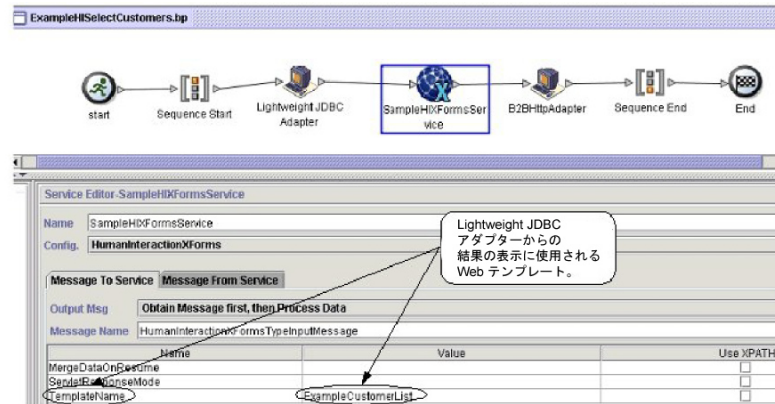 ExampleHISelectCustomers.bp
start
Sequence Start
Lightweight JDBC
Adapter
SampleHIXFormsSer
vice
B2BHttpAdapter
Sequence End
End
Service Editor-SampleHIXFormsService
Name SampleHIXFormsService
Config. HumanInteractionXForms
Lightweight JDBC
アダプターからの
結果の表示に使用される
Web テンプレート。
Message To Service Message From Service
Output Msg Obtain Message first, then Process Data
Message Name HumanInteractionXFormsTypeInputMessage
Name Value Use XPATH
MergeDataOnResume
ServletResponseMode
TemplateName ExampleCustomerList